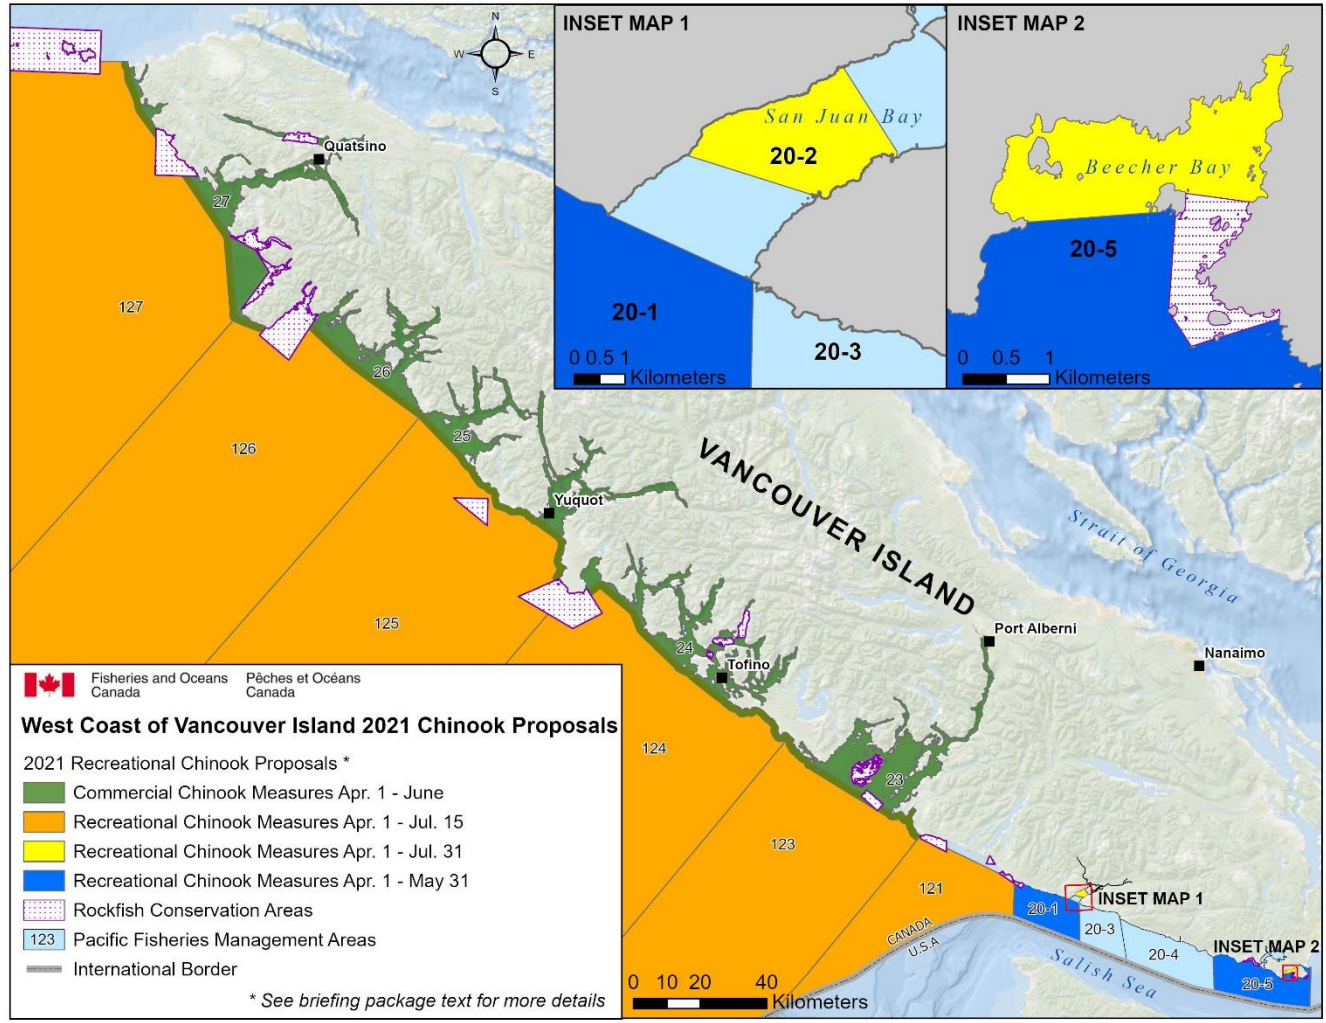 N
W E
S
INSET MAP 1
San Juan Bay
20-2
20-1
20-3
0 0.5 1
Kilometers
INSET MAP 2
Beecher Bay
20-5
0 0.5 1
Kilometers
Quatsino
27
127
26
126
25
Yuquot
125
VANCOUVER ISLAND
Strait of Georgia
Port Alberni
Nanaimo
24
Tofino
124
23
123
121
20-1
INSET MAP 1
20-3
20-4
INSET MAP 2
20-5
CANADA
U.S.A
Salish Sea
0 10 20 40
Kilometers
Fisheries and Oceans Pêches et Océans
Canada Canada
West Coast of Vancouver Island 2021 Chinook Proposals
2021 Recreational Chinook Proposals *
Commercial Chinook Measures Apr. 1 - June
Recreational Chinook Measures Apr. 1 - Jul. 15
Recreational Chinook Measures Apr. 1 - Jul. 31
Recreational Chinook Measures Apr. 1 - May 31
Rockfish Conservation Areas
123 Pacific Fisheries Management Areas
International Border
* See briefing package text for more details